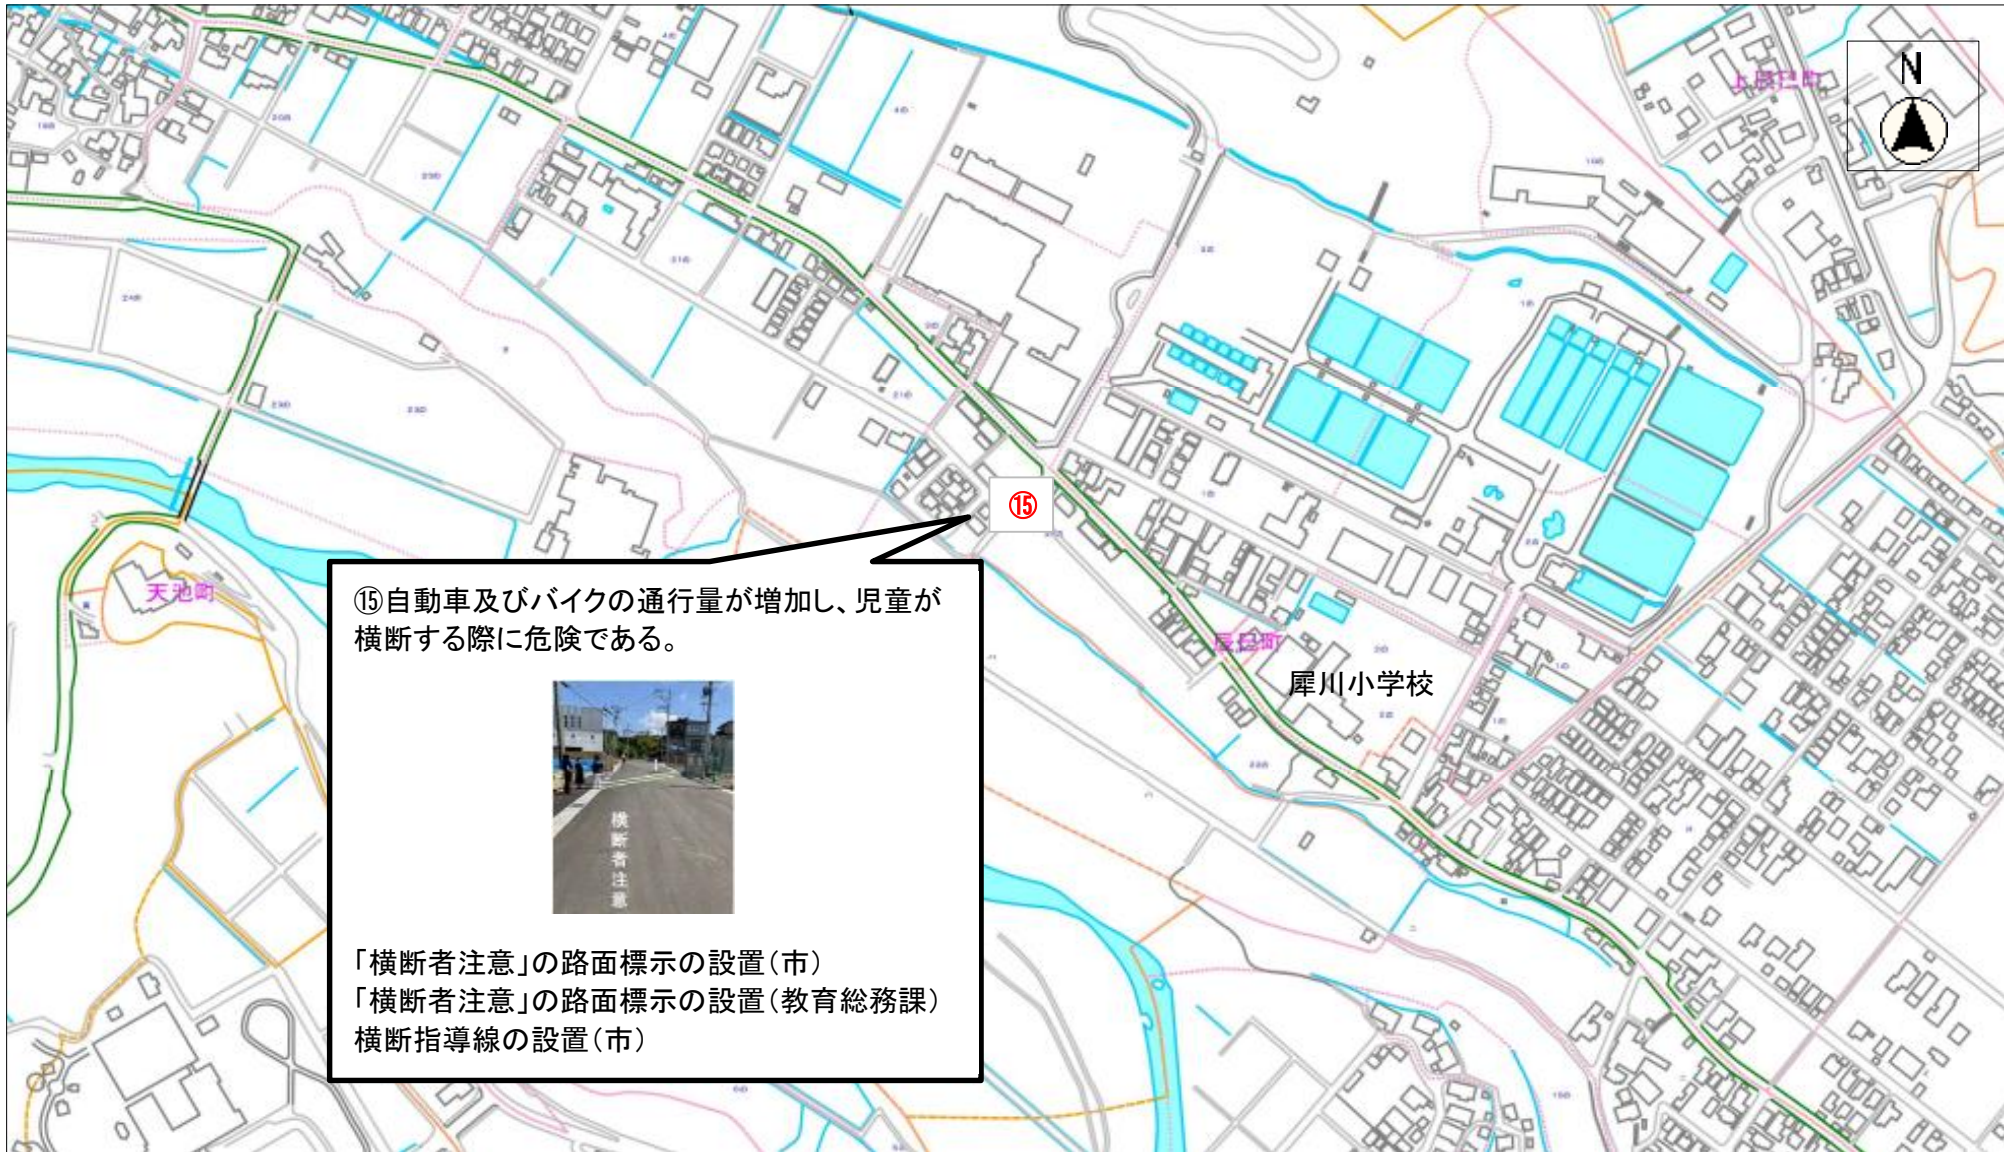 上辰巳町
N
⑮
⑮自動車及びバイクの通行量が増加し、児童が
横断する際に危険である。
横断者注意
「横断者注意」の路面標示の設置(市)
「横断者注意」の路面標示の設置(教育総務課)
横断指導線の設置(市)
天池町
辰巳町
犀川小学校